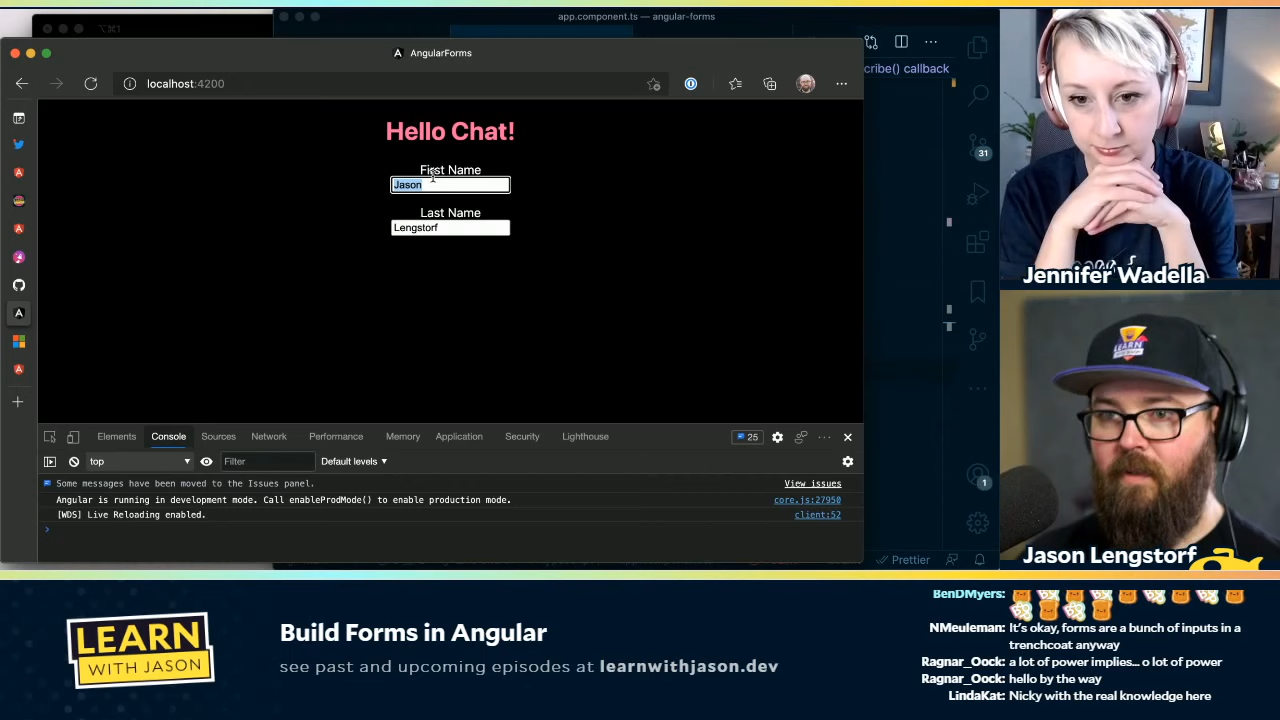 ⌥⌘1
app.component.ts — angular-forms
AngularForms
localhost:4200
cribe() callback
Hello Chat!
First Name
Jason
Last Name
Lengstorf
31
Elements
Console
Sources
Network
Performance
Memory
Application
Security
Lighthouse
25
top
Filter
Default levels
Some messages have been moved to the Issues panel.
View issues
Angular is running in development mode. Call enableProdMode() to enable production mode.
core.js:27950
[WDS] Live Reloading enabled.
client:52
1
Prettier
Jennifer Wadella
LEARN
Jason Lengstorf
LEARN
WITH JASON
Build Forms in Angular
see past and upcoming episodes at learnwithjason.dev
BenDMyers:
NMeuleman: It's okay, forms are a bunch of inputs in a
trenchcoat anyway
Ragnar_Oock: a lot of power implies... o lot of power
Ragnar_Oock: hello by the way
LindaKat: Nicky with the real knowledge here